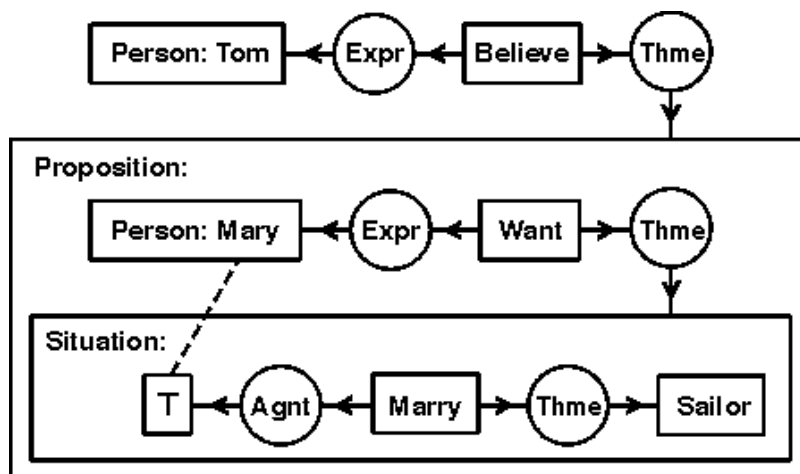 Person: Tom Expr Believe Thme
Proposition:
Person: Mary Expr Want Thme
Situation:
T Agnt Marry Thme Sailor